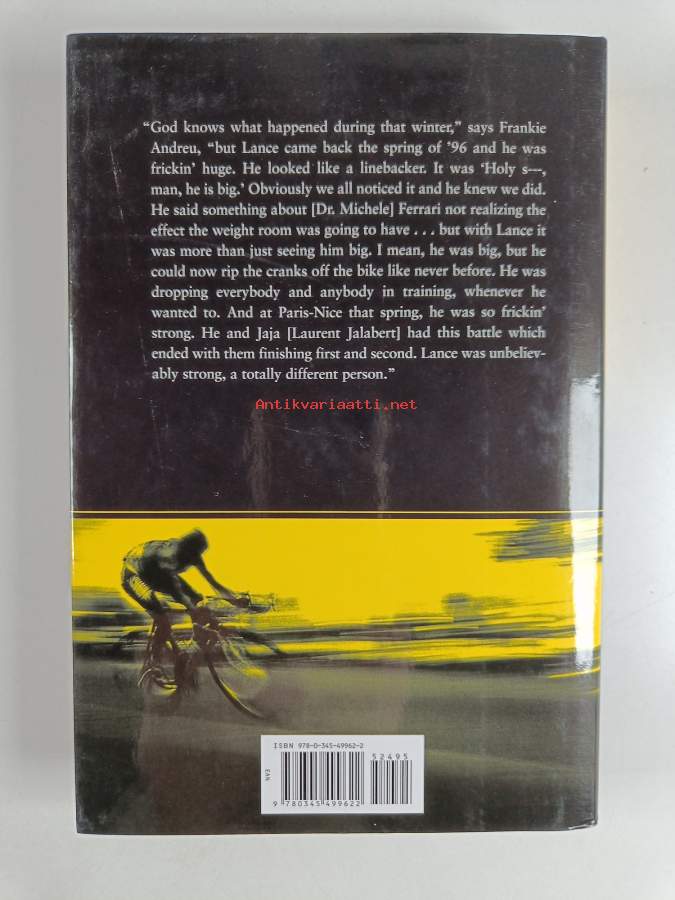 “God knows what happened during that winter,” says Frankie
Andreu, “but Lance came back the spring of ’96 and he was
frickin’ huge. He looked like a linebacker. It was ‘Holy s---,
man, he is big.’ Obviously we all noticed it and he knew we did.
He said something about [Dr. Michele] Ferrari not realizing the
effect the weight room was going to have . . . but with Lance it
was more than just seeing him big. I mean, he was big, but he
could now rip the cranks off the bike like never before. He was
dropping everybody and anybody in training, whenever he
wanted to. And at Paris-Nice that spring, he was so frickin’
strong. He and Jaja [Laurent Jalabert] had this battle which
ended with them finishing first and second. Lance was unbeliev-
ably strong, a totally different person.”
Antikvariaatti.net
ISBN 978-0-345-49962-2
52495
EAN
9 780345 499622